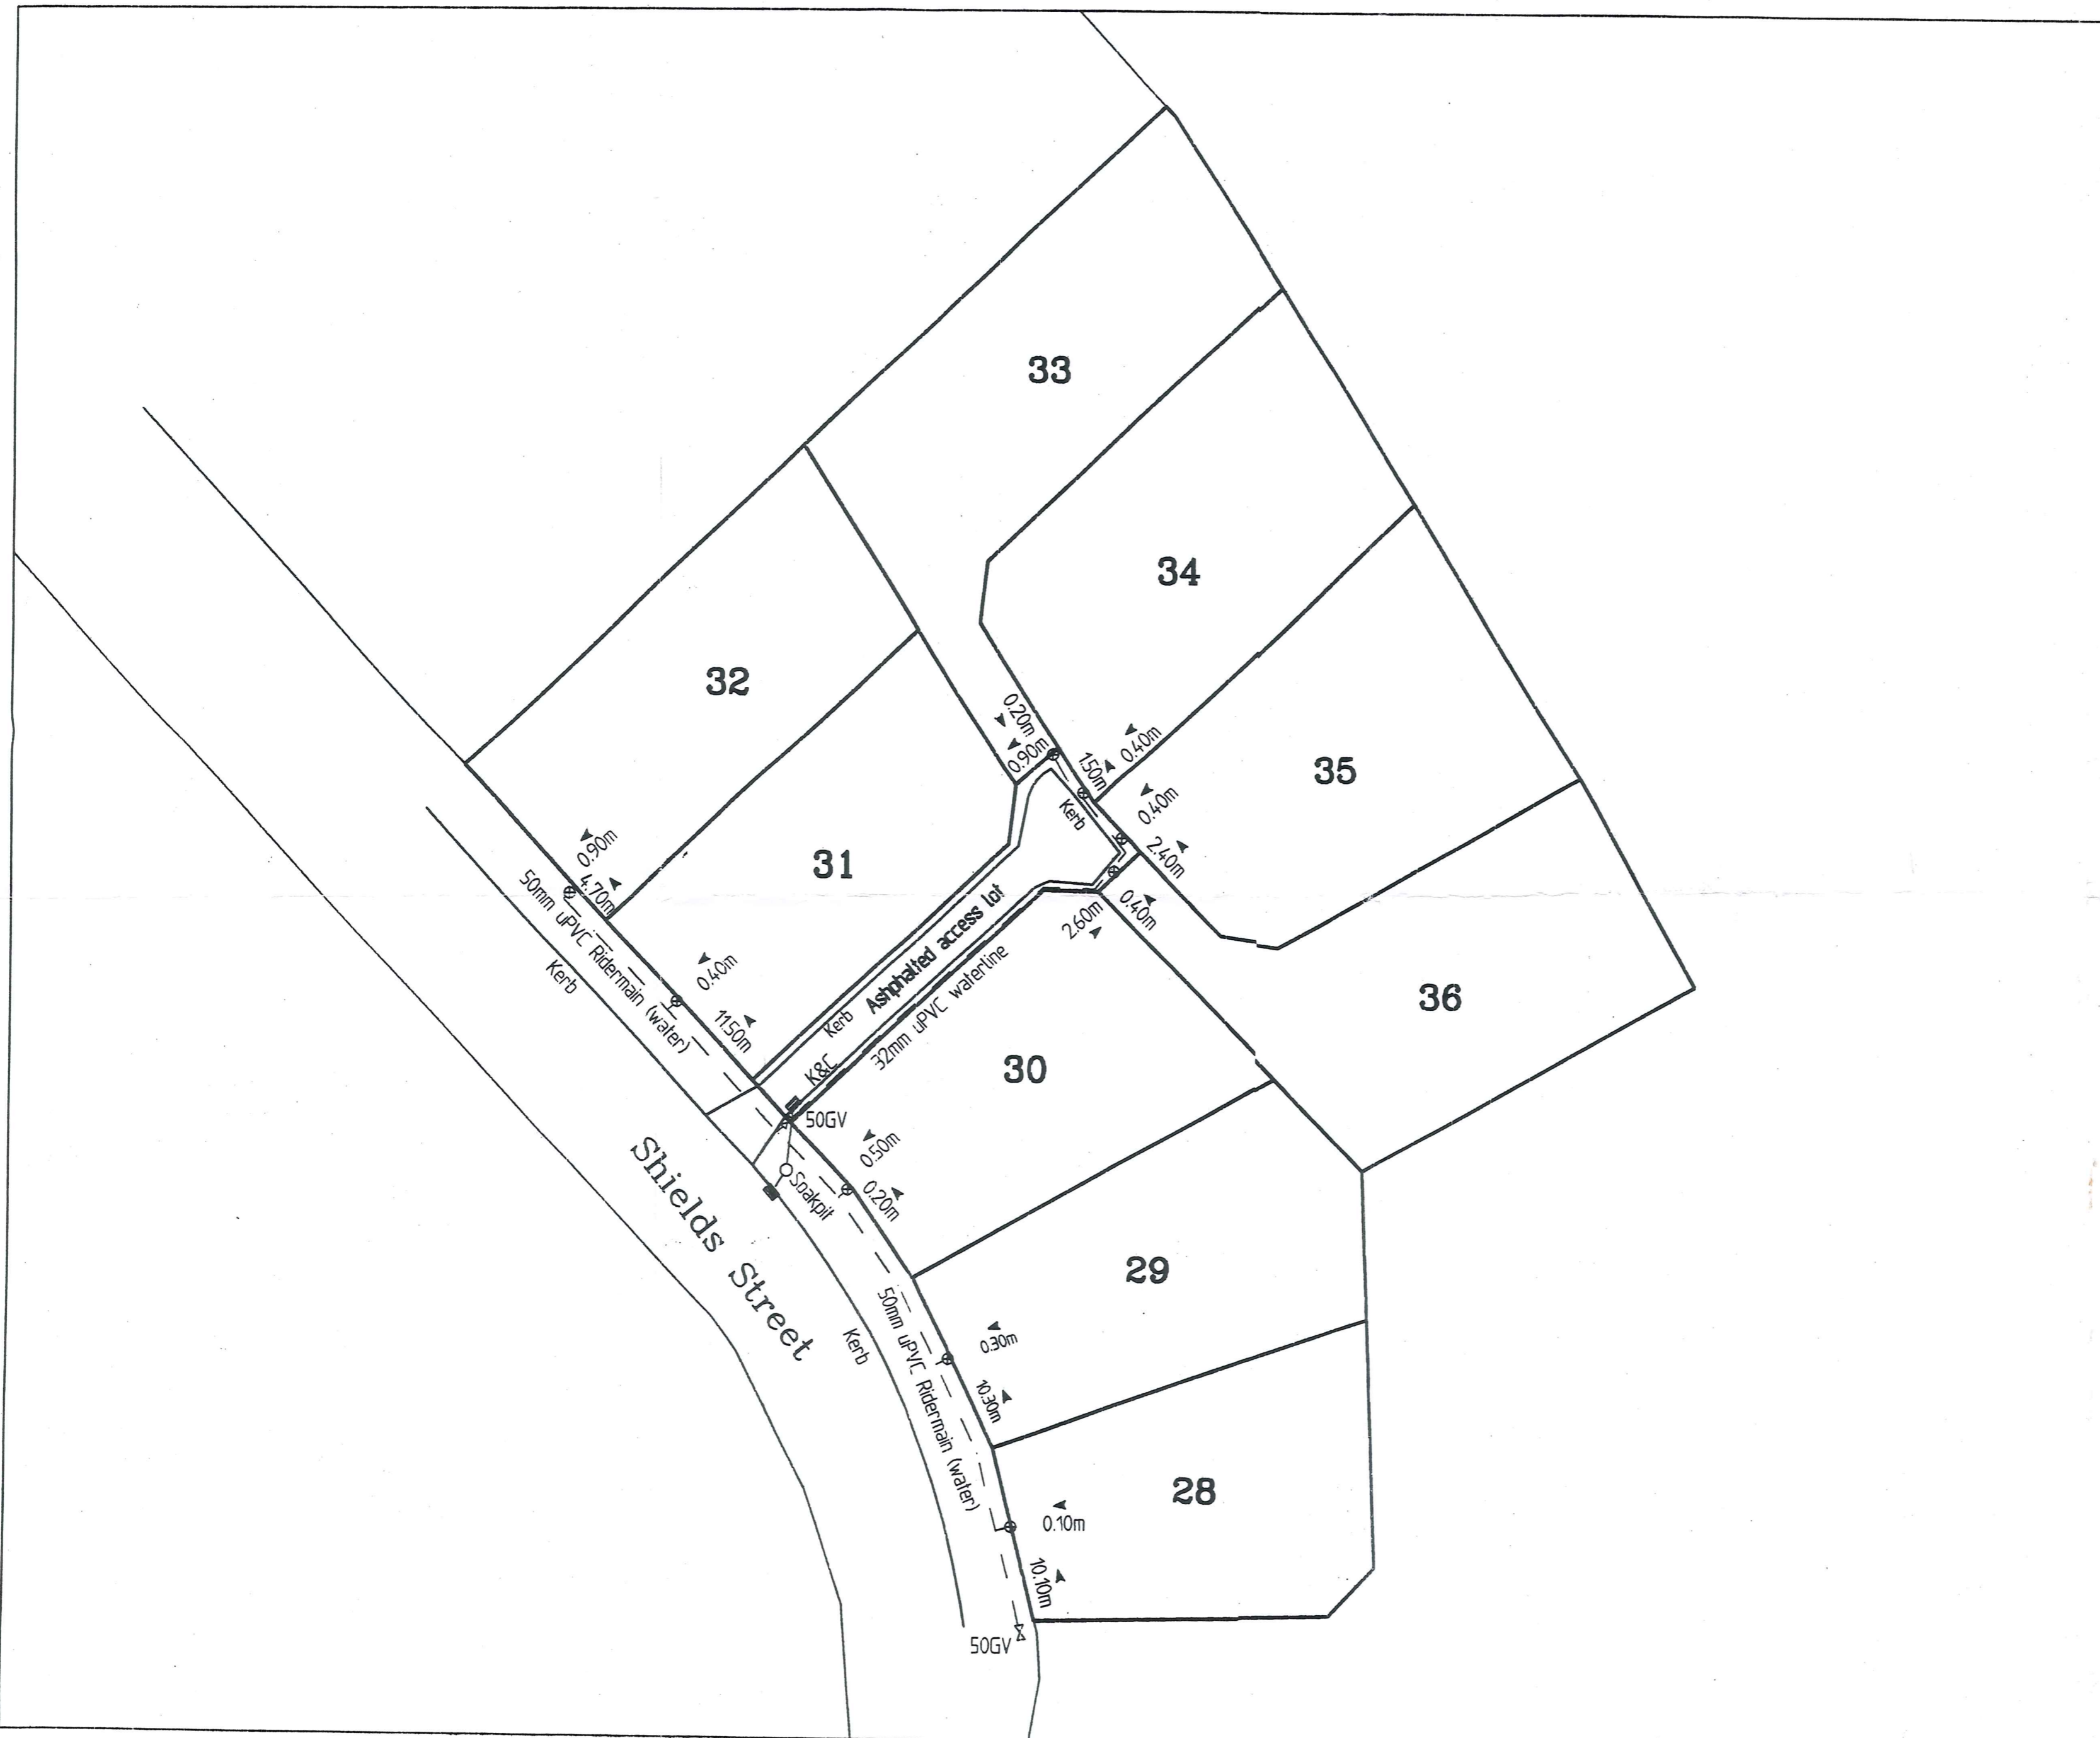 33
34
32
0.20m
0.90m
1.50m
0.40m
35
0.40m
2.40m
Kerb
31
0.90m
4.70m
50mm uPVC Ridermain (water)
Kerb
0.40m
11.50m
Ashphalted access lot
2.60m
0.40m
36
Kerb
K&C
32mm uPVC waterline
30
50GV
0.50m
0.20m
Soakpit
Shields Street
29
50mm uPVC Ridermain (water)
Kerb
0.30m
10.30m
28
0.10m
10.10m
50GV